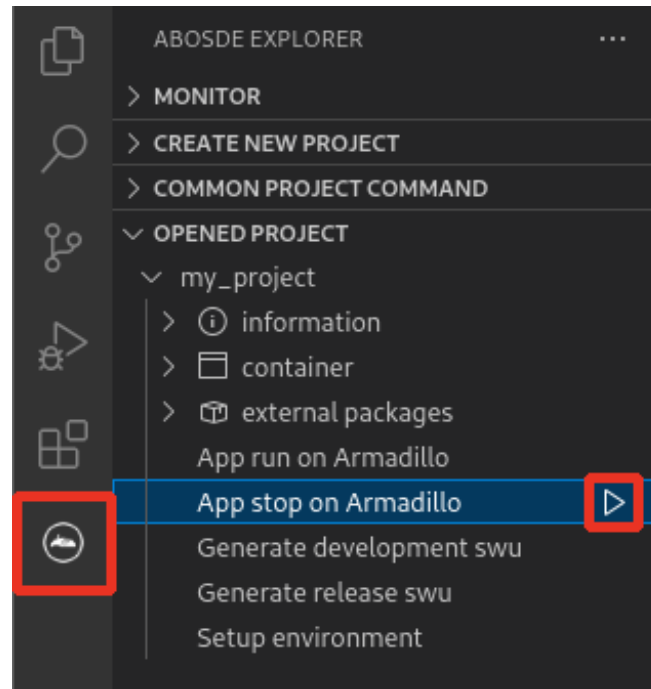 ABOSDE EXPLORER ...
MONITOR
CREATE NEW PROJECT
COMMON PROJECT COMMAND
OPENED PROJECT
my_project
information
container
external packages
App run on Armadillo
App stop on Armadillo
Generate development swu
Generate release swu
Setup environment